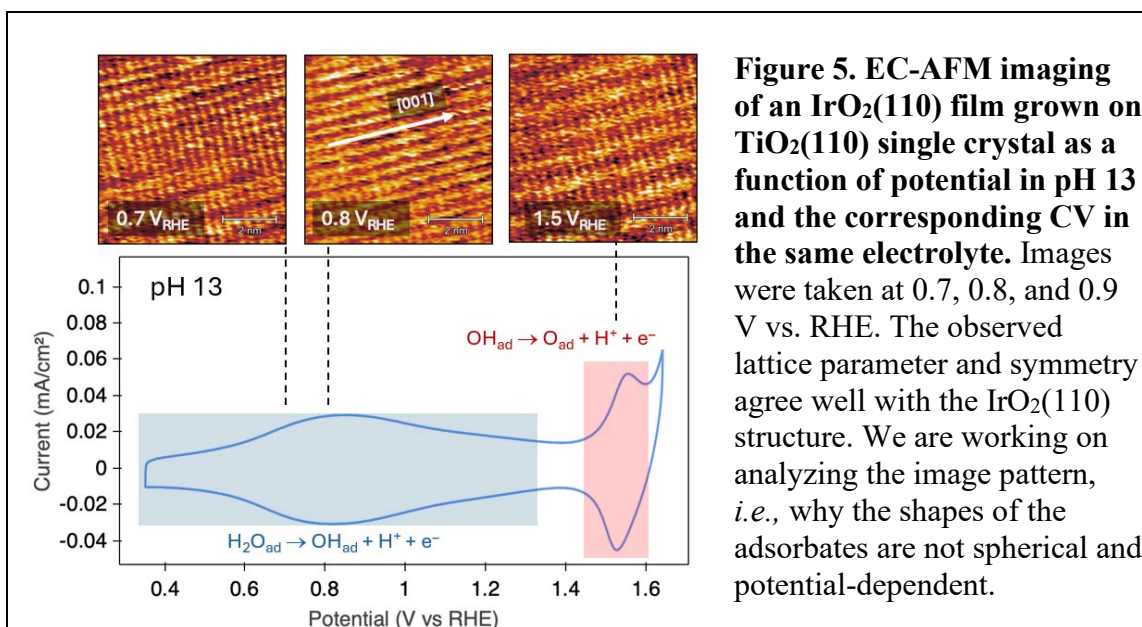 [001]
0.7 V_RHE
2 nm
0.8 V_RHE
2 nm
1.5 V_RHE
2 nm
pH 13
OH_ad → O_ad + H⁺ + e⁻
H₂O_ad → OH_ad + H⁺ + e⁻
0.1
0.08
0.06
0.04
0.02
0
-0.02
-0.04
Current (mA/cm²)
0.4 0.6 0.8 1 1.2 1.4 1.6
Potential (V vs RHE)
Figure 5. EC-AFM imaging
of an IrO₂(110) film grown on
TiO₂(110) single crystal as a
function of potential in pH 13
and the corresponding CV in
the same electrolyte. Images
were taken at 0.7, 0.8, and 0.9
V vs. RHE. The observed
lattice parameter and symmetry
agree well with the IrO₂(110)
structure. We are working on
analyzing the image pattern,
i.e., why the shapes of the
adsorbates are not spherical and
potential-dependent.